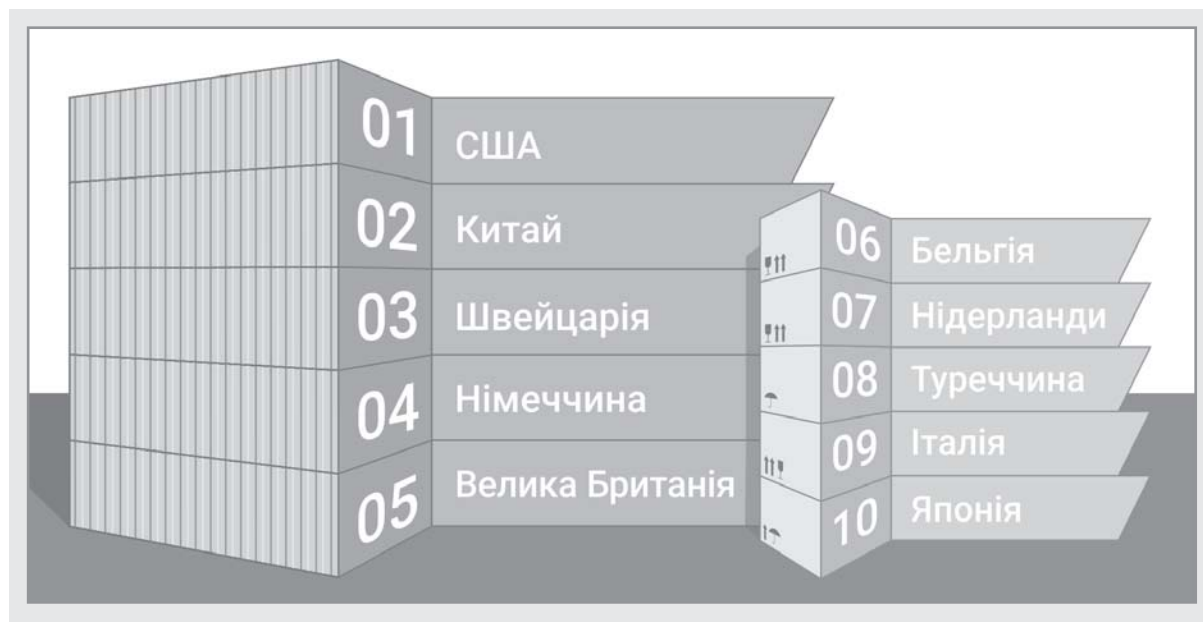 01 США
02 Китай
03 Швейцарія
04 Німеччина
05 Велика Британія
06 Бельгія
07 Нідерланди
08 Туреччина
09 Італія
10 Японія